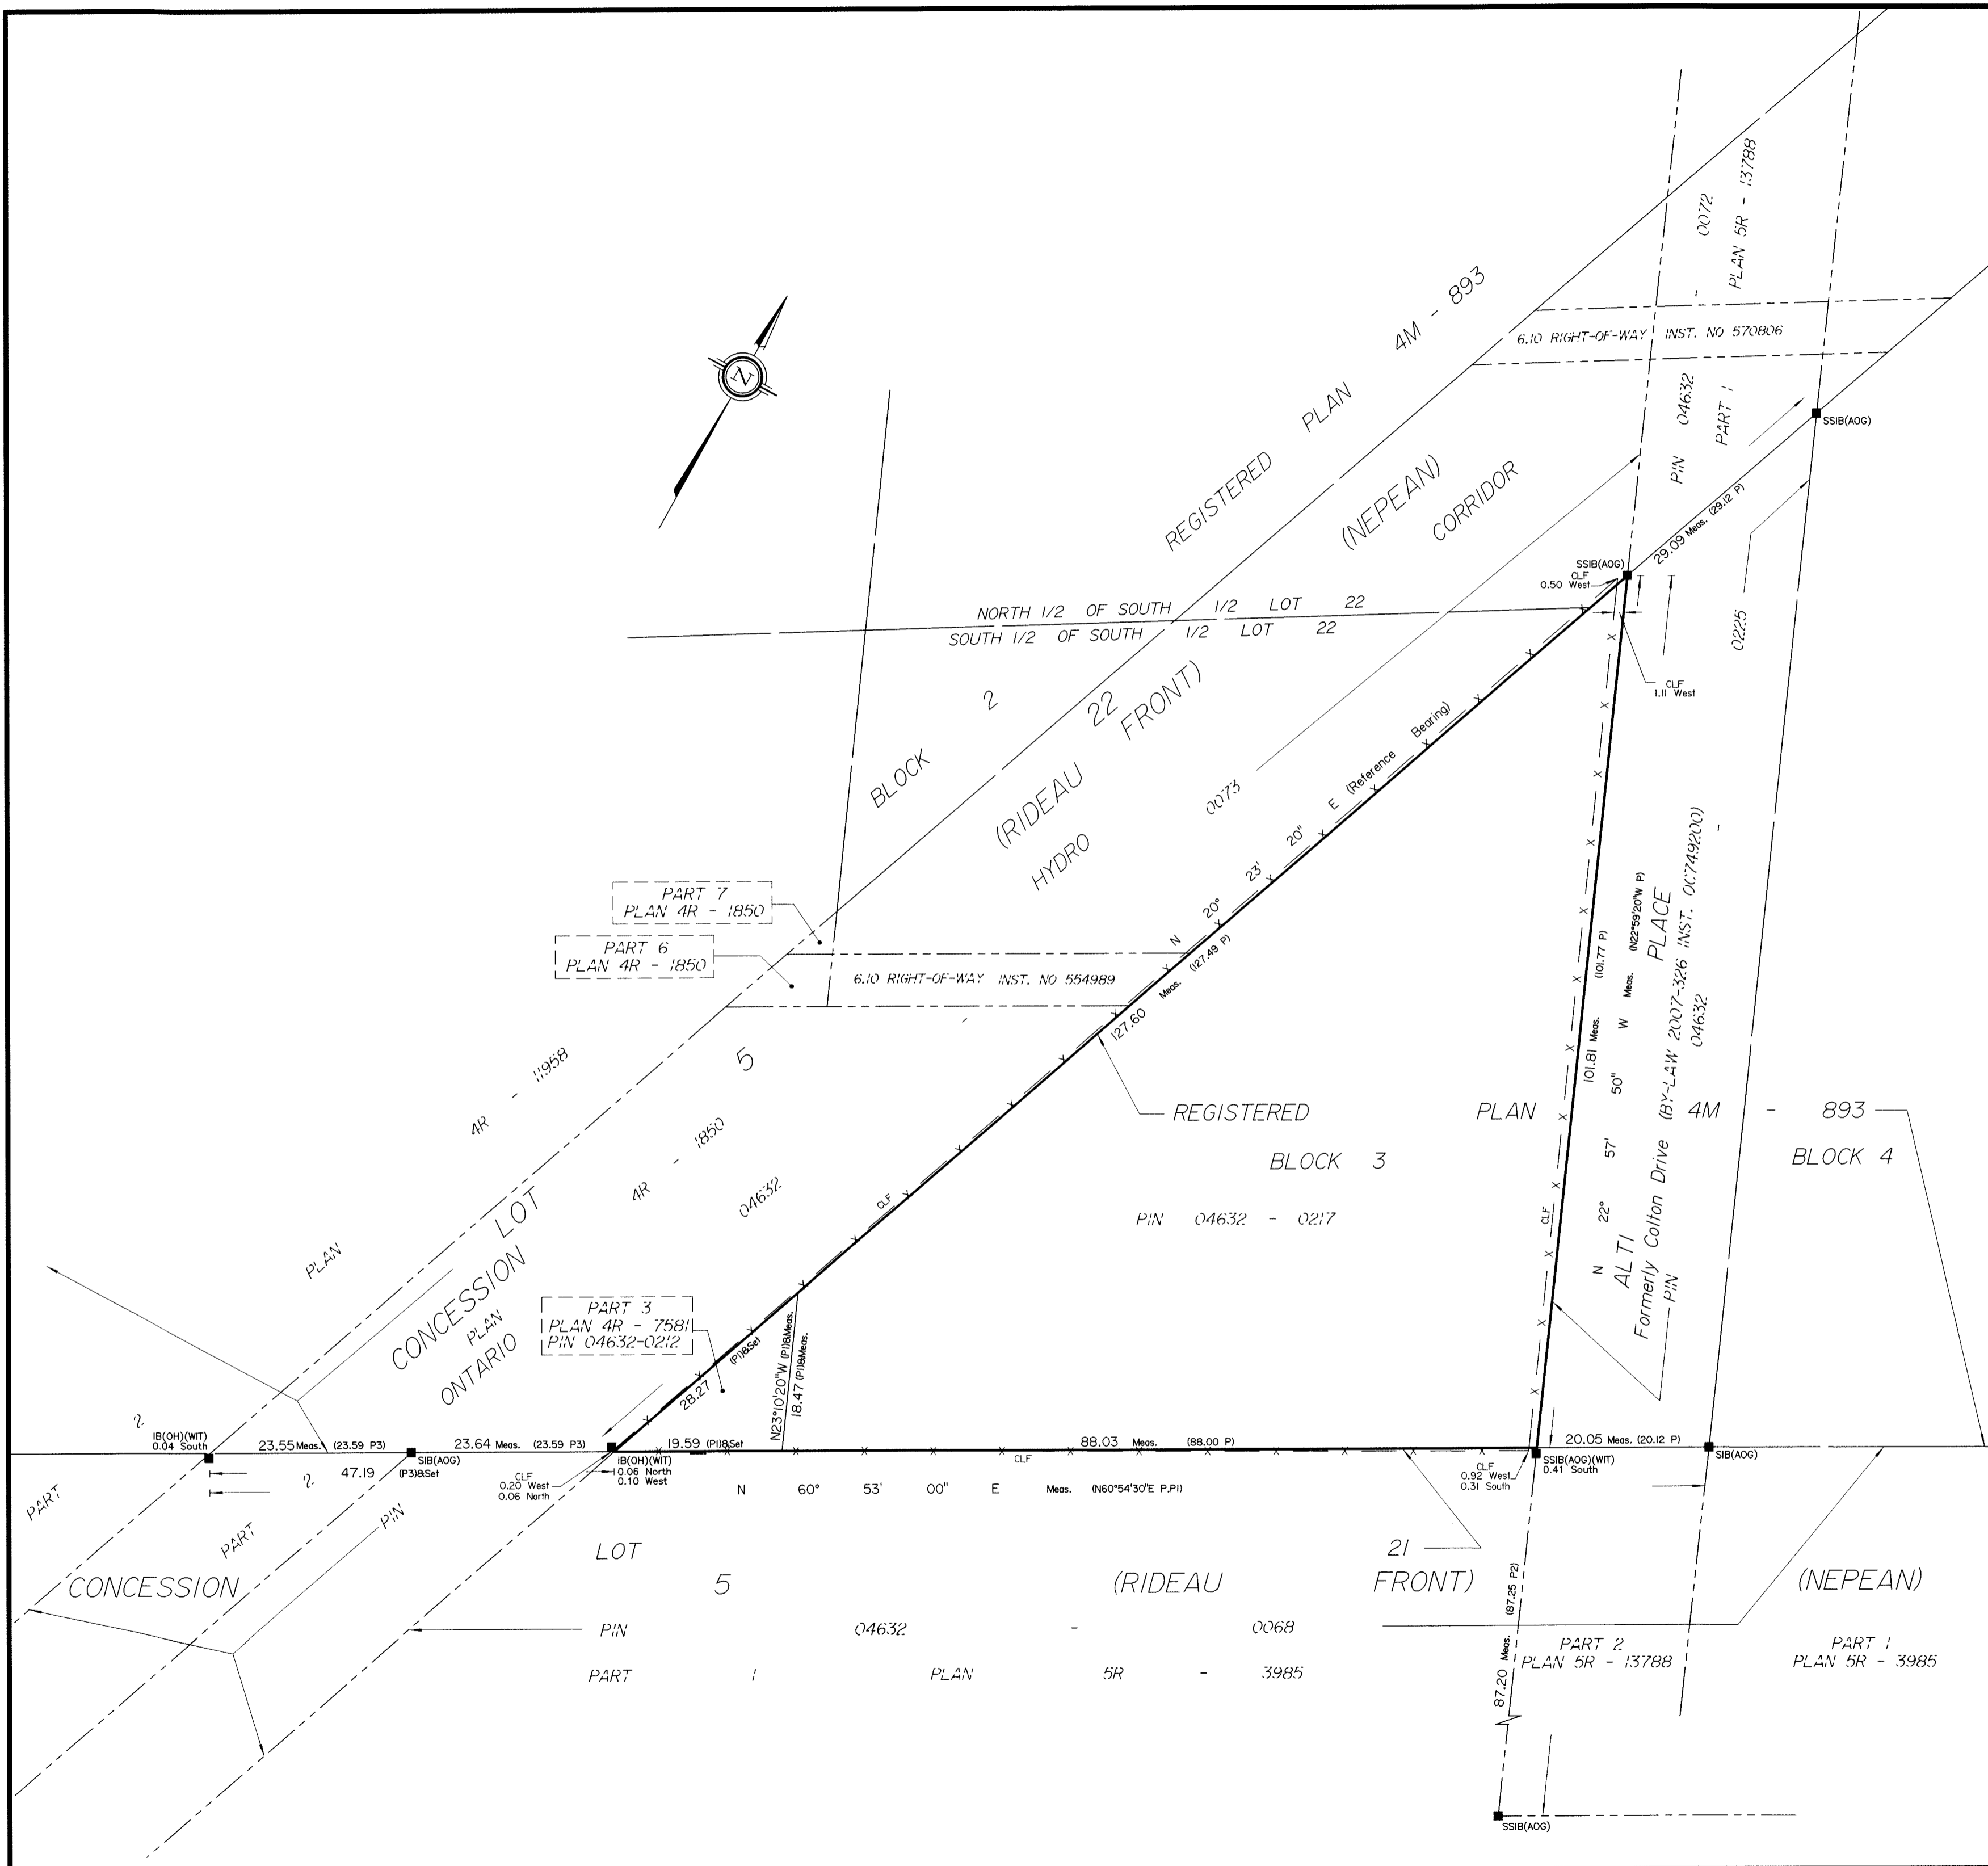 0072
PLAN 5R - 13788
4M - 893
6.10 RIGHT-OF-WAY INST. NO 570806
PLAN
REGISTERED
PIN 04632 -
PART 1
SSIB(AOG)
(NEPEAN)
CORRIDOR
29.09 Meas. (29.12 P)
SSIB(AOG)
CLF
0.50 West
N
NORTH 1/2 OF SOUTH 1/2 LOT 22
SOUTH 1/2 OF SOUTH 1/2 LOT 22
0225
CLF
1.11 West
BLOCK 2
22
FRONT)
(RIDEAU
HYDRO
0073
N 20° 23' 20" E (Reference Bearing)
127.60 Meas. (127.49 P)
PART 7
PLAN 4R - 1850
PART 6
PLAN 4R - 1850
6.10 RIGHT-OF-WAY INST. NO 554989
5
PLAN 4R - 11958
4R - 1850
04632 -
REGISTERED PLAN 4M - 893
BLOCK 3
BLOCK 4
PIN 04632 - 0217
101.81 Meas. (101.77 P)
N 22° 57' 50" W Meas. (N22°59'20"W P)
ALTI PLACE
Formerly Colton Drive (BY-LAW 2007-326 INST. OC749200)
PIN 04632 -
CLF
CLF
LOT
CONCESSION
PLAN
ONTARIO
PART 3
PLAN 4R - 7581
PIN 04632-0212
28.27 (P1)&Set
N23°10'20"W (P1)&Meas.
18.47 (P1)&Meas.
2
IB(OH)(WIT)
0.04 South
23.55 Meas. (23.59 P3)
23.64 Meas. (23.59 P3)
19.59 (P1)&Set
88.03 Meas. (88.00 P)
20.05 Meas. (20.12 P)
47.19 (P3)&Set
SIB(AOG)
CLF
0.20 West
0.06 North
IB(OH)(WIT)
0.06 North
0.10 West
CLF
CLF
0.92 West
0.31 South
SSIB(AOG)(WIT)
0.41 South
SIB(AOG)
N 60° 53' 00" E Meas. (N60°54'30"E P,P1)
PART
PART 2
PIN
LOT 21
CONCESSION 5 (RIDEAU FRONT) (NEPEAN)
PIN 04632 - 0068
PART 1 PLAN 5R - 3985
87.20 Meas. (87.25 P2)
PART 2
PLAN 5R - 13788
PART 1
PLAN 5R - 3985
SSIB(AOG)